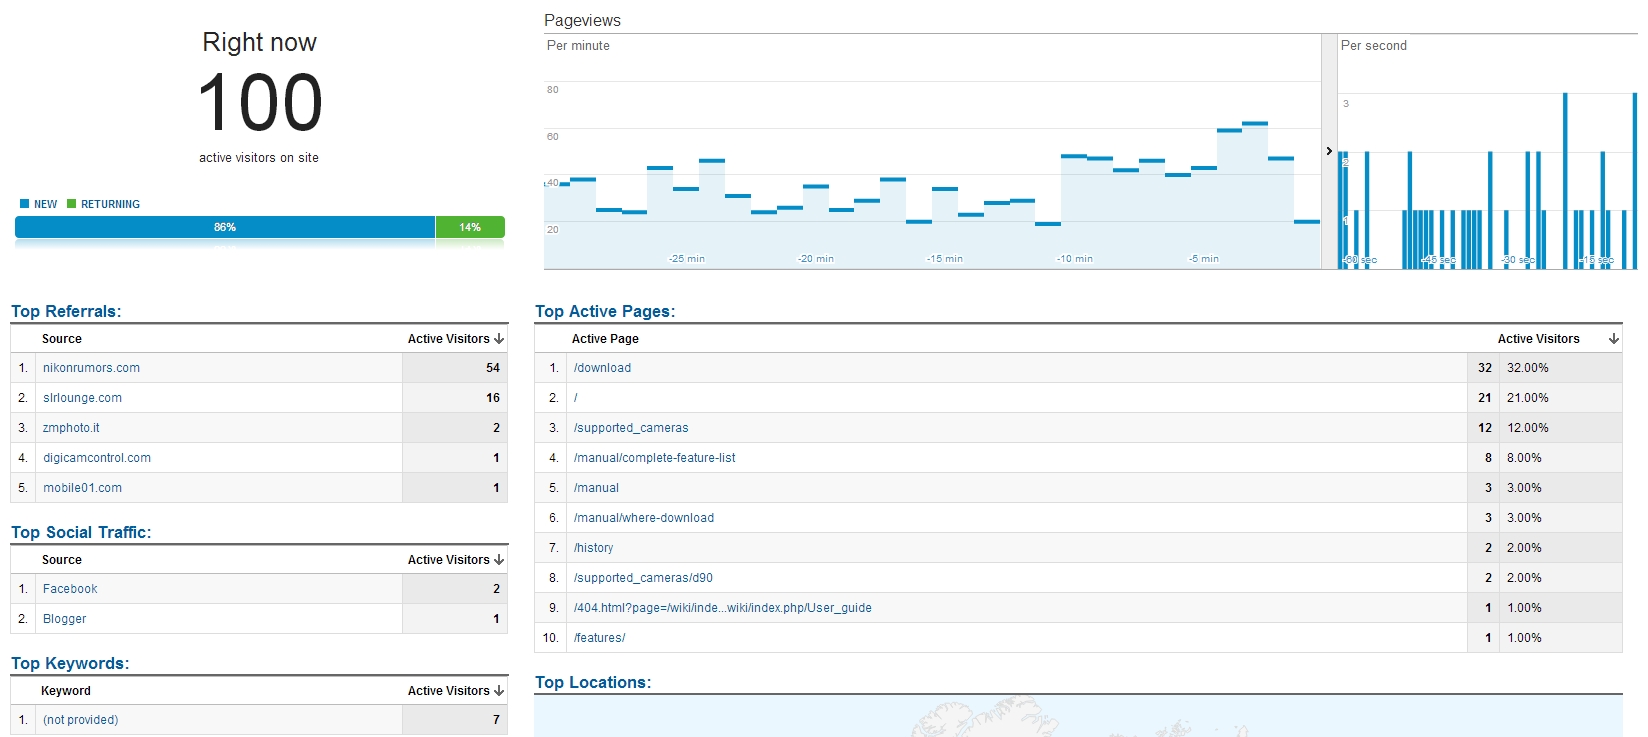 Right now
100
active visitors on site
NEW RETURNING
86% 14%
Pageviews
Per minute
80
60
40
20
-25 min -20 min -15 min -10 min -5 min
Per second
3
2
1
-60 sec -45 sec -30 sec -15 sec
Top Referrals:
Source Active Visitors
1. nikonrumors.com 54
2. slrlounge.com 16
3. zmphoto.it 2
4. digicamcontrol.com 1
5. mobile01.com 1
Top Social Traffic:
Source Active Visitors
1. Facebook 2
2. Blogger 1
Top Keywords:
Keyword Active Visitors
1. (not provided) 7
Top Active Pages:
Active Page Active Visitors
1. /download 32 32.00%
2. / 21 21.00%
3. /supported_cameras 12 12.00%
4. /manual/complete-feature-list 8 8.00%
5. /manual 3 3.00%
6. /manual/where-download 3 3.00%
7. /history 2 2.00%
8. /supported_cameras/d90 2 2.00%
9. /404.html?page=/wiki/inde...wiki/index.php/User_guide 1 1.00%
10. /features/ 1 1.00%
Top Locations: